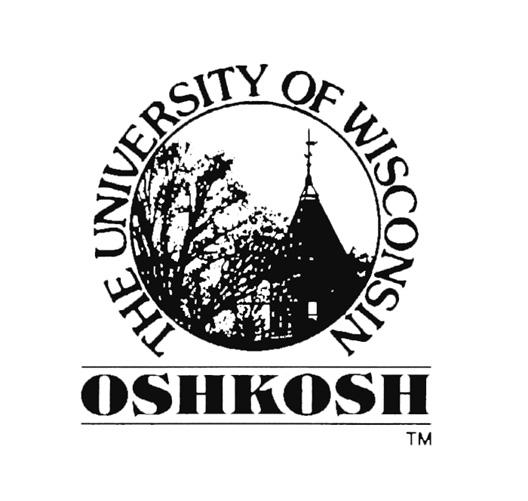 THE UNIVERSITY OF WISCONSIN
OSHKOSH
TM